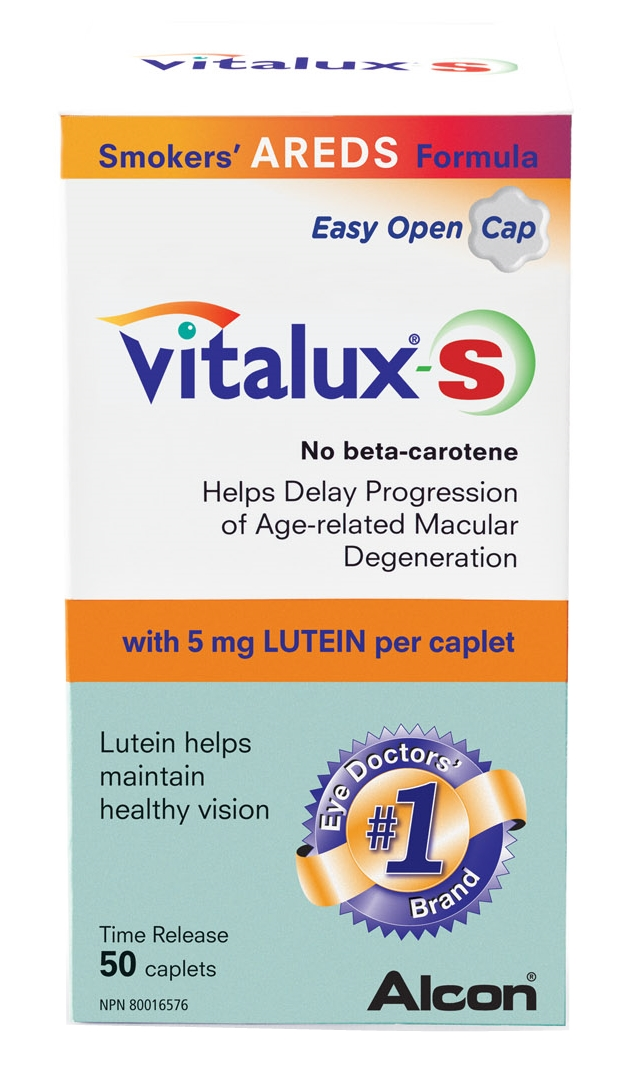 vitalux-S
Smokers' AREDS Formula
Easy Open Cap
vitalux®-S
No beta-carotene
Helps Delay Progression
of Age-related Macular
Degeneration
with 5 mg LUTEIN per caplet
Lutein helps
maintain
healthy vision
Eye Doctors'
#1
Brand
Time Release
50 caplets
NPN 80016576
Alcon®